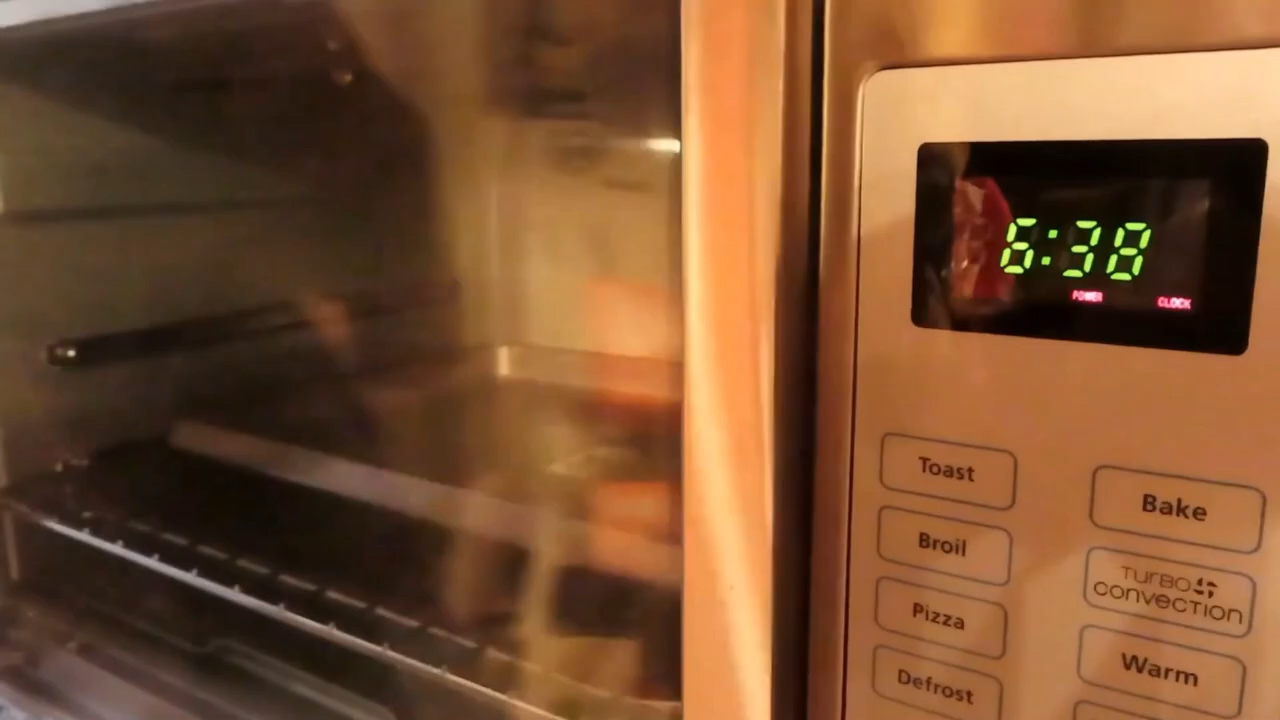 6:38
POWER CLOCK
Toast
Bake
Broil
TURBO
CONVECTION
Pizza
Warm
Defrost